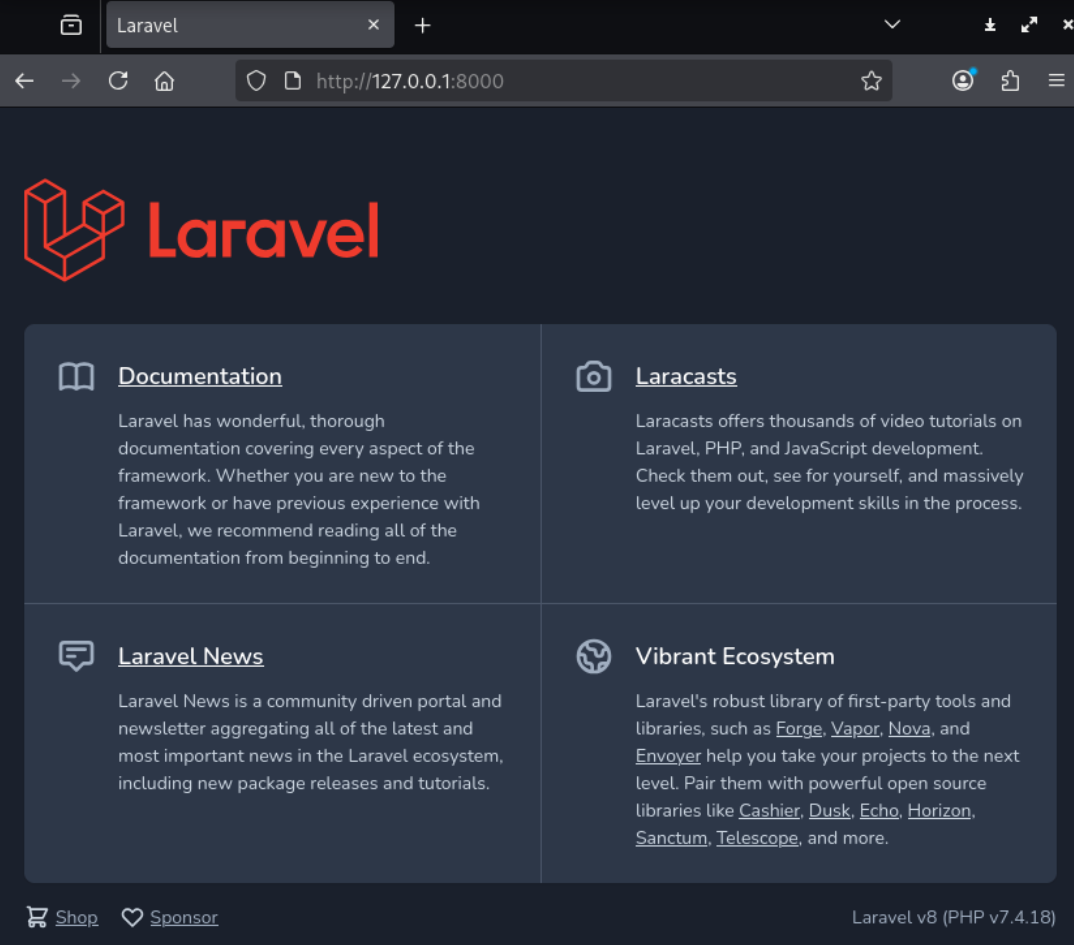 Laravel
http://127.0.0.1:8000
Laravel
Documentation
Laravel has wonderful, thorough
documentation covering every aspect of the
framework. Whether you are new to the
framework or have previous experience with
Laravel, we recommend reading all of the
documentation from beginning to end.
Laracasts
Laracasts offers thousands of video tutorials on
Laravel, PHP, and JavaScript development.
Check them out, see for yourself, and massively
level up your development skills in the process.
Laravel News
Laravel News is a community driven portal and
newsletter aggregating all of the latest and
most important news in the Laravel ecosystem,
including new package releases and tutorials.
Vibrant Ecosystem
Laravel's robust library of first-party tools and
libraries, such as Forge, Vapor, Nova, and
Envoyer help you take your projects to the next
level. Pair them with powerful open source
libraries like Cashier, Dusk, Echo, Horizon,
Sanctum, Telescope, and more.
Shop Sponsor Laravel v8 (PHP v7.4.18)